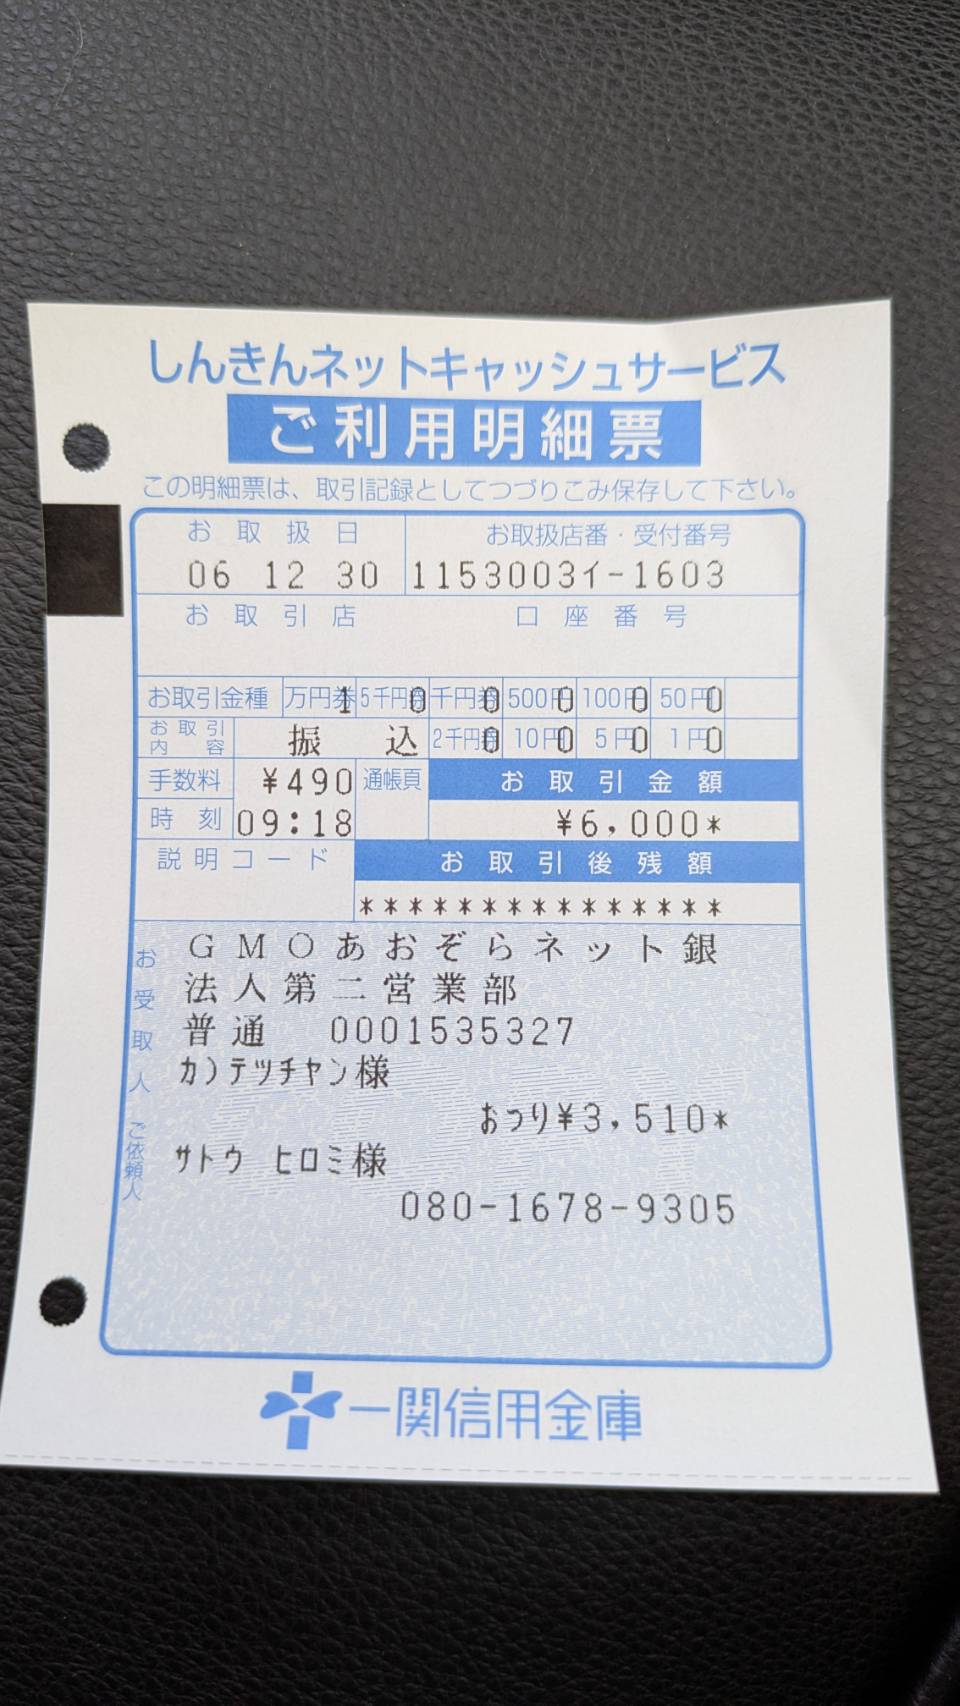 しんきんネットキャッシュサービス
ご利用明細票
この明細票は、取引記録としてつづりこみ保存して下さい。
お取扱日 お取扱店番・受付番号
06 12 30 1153003イ-1603
お取引店 口座番号
お取引金種 万円券 1 5千円券 0 千円券 0 500円 0 100円 0 50円 0
お取引内容 振込 2千円券 0 10円 0 5円 0 1円 0
手数料 ¥490 通帳頁 お取引金額
時刻 09:18 ¥6,000*
説明コード お取引後残額
***************
お受取人 GMOあおぞらネット銀
法人第二営業部
普通 0001535327
カ)テツチヤン様
おつり¥3,510*
ご依頼人 サトウ ヒロミ様
080-1678-9305
一関信用金庫